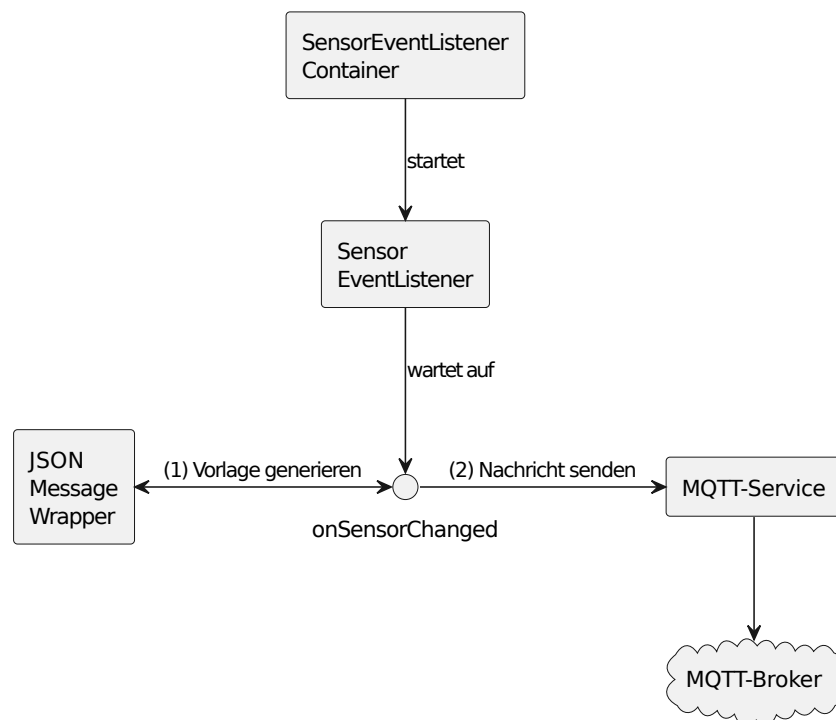 SensorEventListener
Container
startet
Sensor
EventListener
wartet auf
JSON
Message
Wrapper
(1) Vorlage generieren
(2) Nachricht senden
onSensorChanged
MQTT-Service
MQTT-Broker